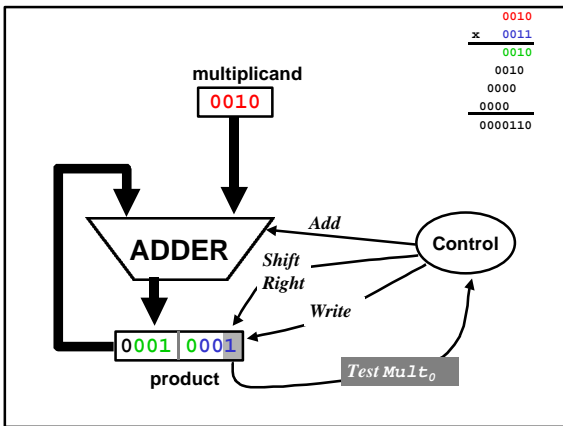 0010
x 0011
0010
0010
0000
0000
0000110
multiplicand
0010
ADDER
Add
Control
Shift
Right
Write
0001 0001
product
Test Mult0